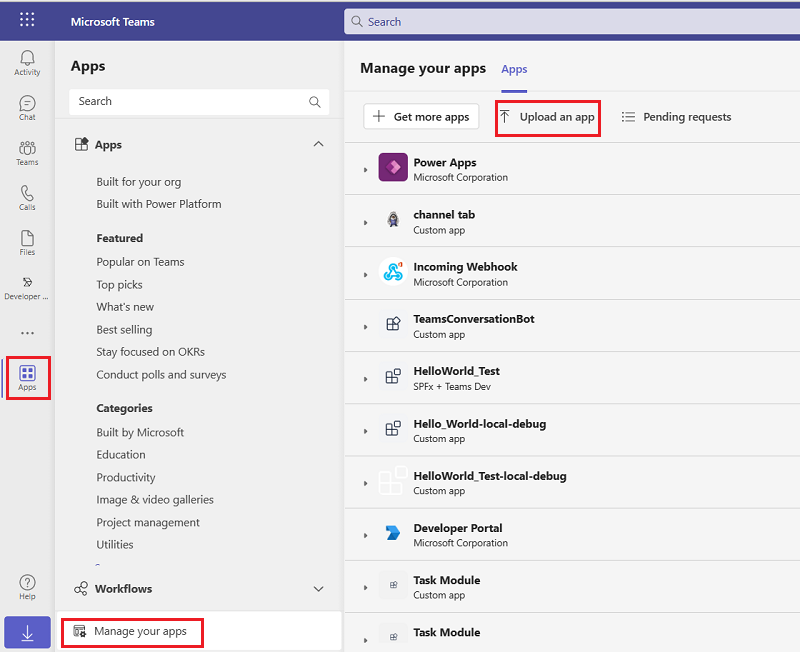 Microsoft Teams
Search
Activity
Chat
Teams
Calls
Files
Developer ...
Apps
Help
Apps
Search
Apps
Built for your org
Built with Power Platform
Featured
Popular on Teams
Top picks
What's new
Best selling
Stay focused on OKRs
Conduct polls and surveys
Categories
Built by Microsoft
Education
Productivity
Image & video galleries
Project management
Utilities
Workflows
Manage your apps
Manage your apps Apps
Get more apps Upload an app Pending requests
Power Apps
Microsoft Corporation
channel tab
Custom app
Incoming Webhook
Microsoft Corporation
TeamsConversationBot
Custom app
HelloWorld_Test
SPFx + Teams Dev
Hello_World-local-debug
Custom app
HelloWorld_Test-local-debug
Custom app
Developer Portal
Microsoft Corporation
Task Module
Custom app
Task Module